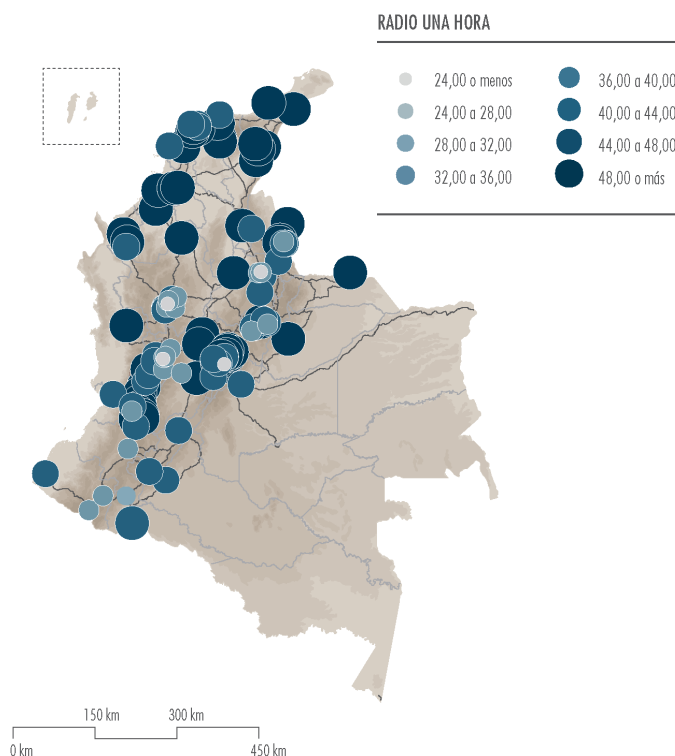 RADIO UNA HORA
24,00 o menos
24,00 a 28,00
28,00 a 32,00
32,00 a 36,00
36,00 a 40,00
40,00 a 44,00
44,00 a 48,00
48,00 o más
150 km 300 km
0 km 450 km